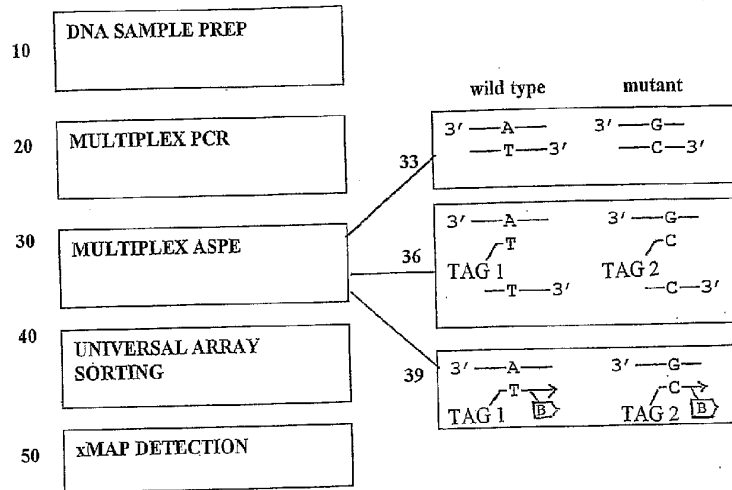 10
DNA SAMPLE PREP
20
MULTIPLEX PCR
30
MULTIPLEX ASPE
40
UNIVERSAL ARRAY
SORTING
50
xMAP DETECTION
wild type mutant
33
3' —A— 3' —G—
—T—3' —C—3'
36
3' —A— 3' —G—
T C
TAG 1 TAG 2
—T—3' —C—3'
39
3' —A— 3' —G—
T C
TAG 1 B TAG 2 B